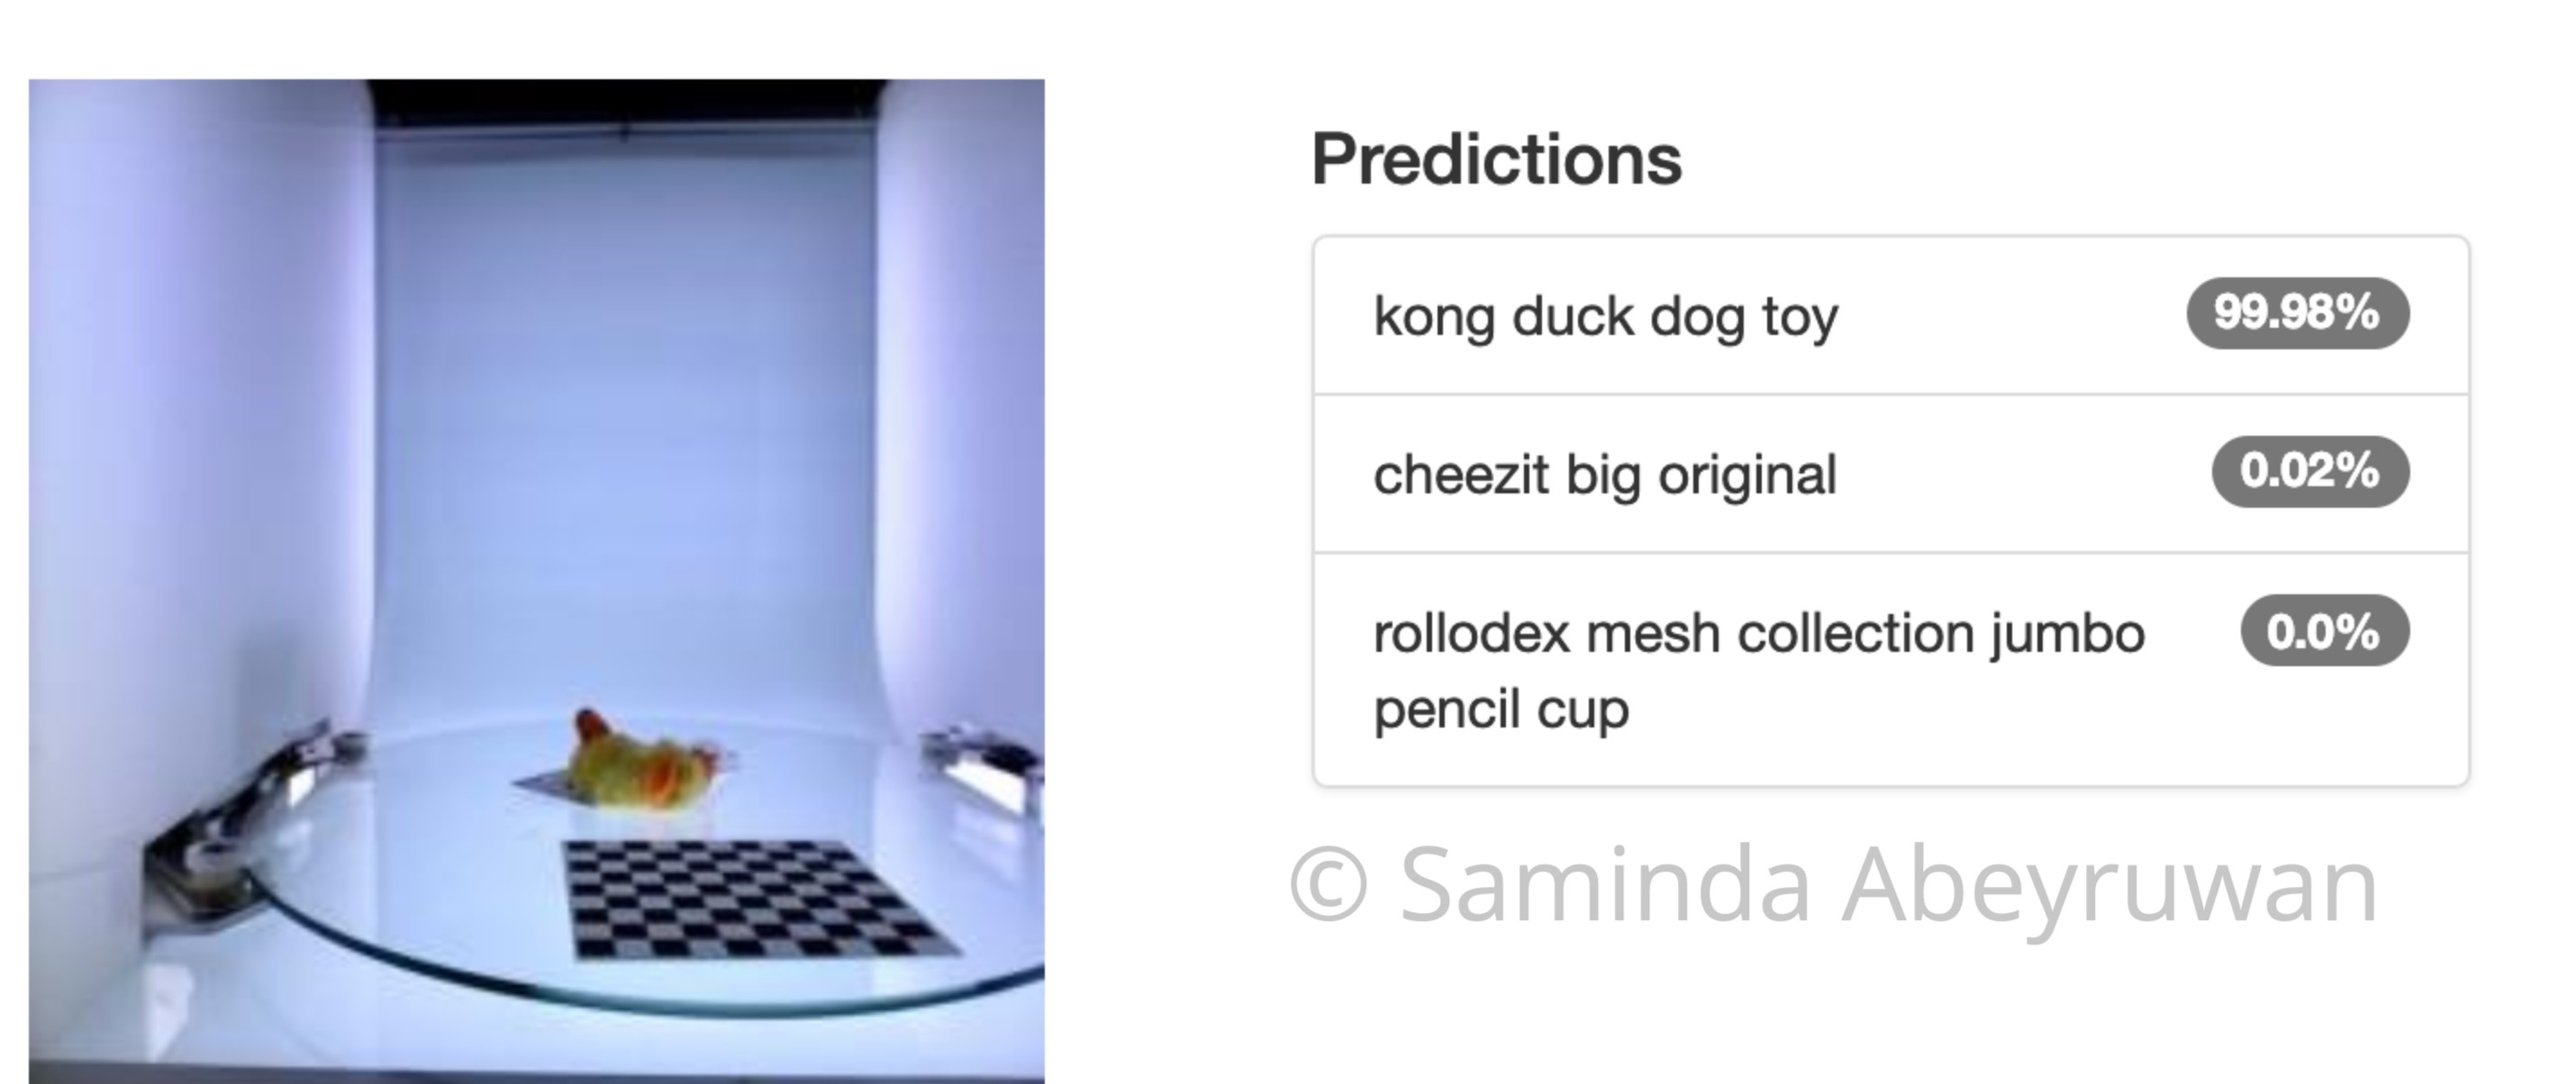 Predictions
kong duck dog toy 99.98%
cheezit big original 0.02%
rollodex mesh collection jumbo 0.0%
pencil cup
© Saminda Abeyruwan